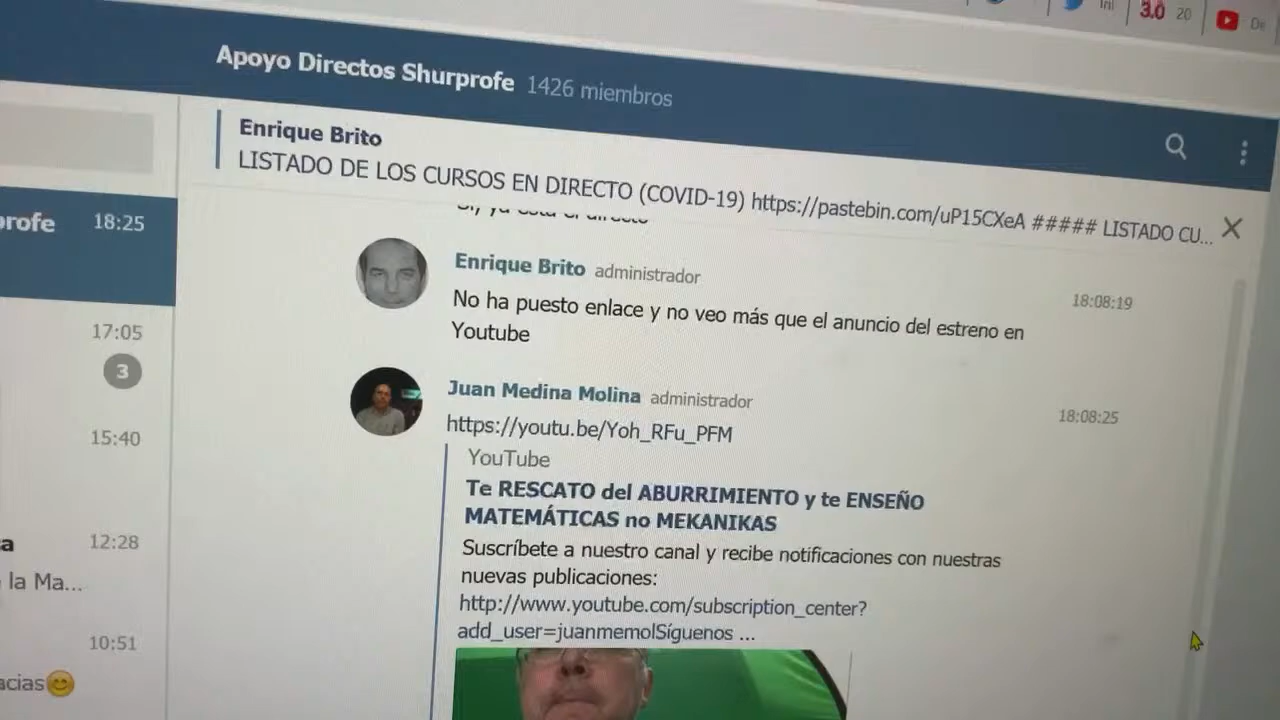 Ini
3.0 20
De
Apoyo Directos Shurprofe 1426 miembros
Enrique Brito
LISTADO DE LOS CURSOS EN DIRECTO (COVID-19) https://pastebin.com/uP15CXeA ##### LISTADO CU...
profe 18:25
Enrique Brito administrador 18:08:19
No ha puesto enlace y no veo más que el anuncio del estreno en
Youtube
17:05
3
Juan Medina Molina administrador 18:08:25
https://youtu.be/Yoh_RFu_PFM
15:40
YouTube
Te RESCATO del ABURRIMIENTO y te ENSEÑO
MATEMÁTICAS no MEKANIKAS
a 12:28
la Ma...
Suscríbete a nuestro canal y recibe notificaciones con nuestras
nuevas publicaciones:
http://www.youtube.com/subscription_center?
add_user=juanmemolSíguenos ...
10:51
acias😊